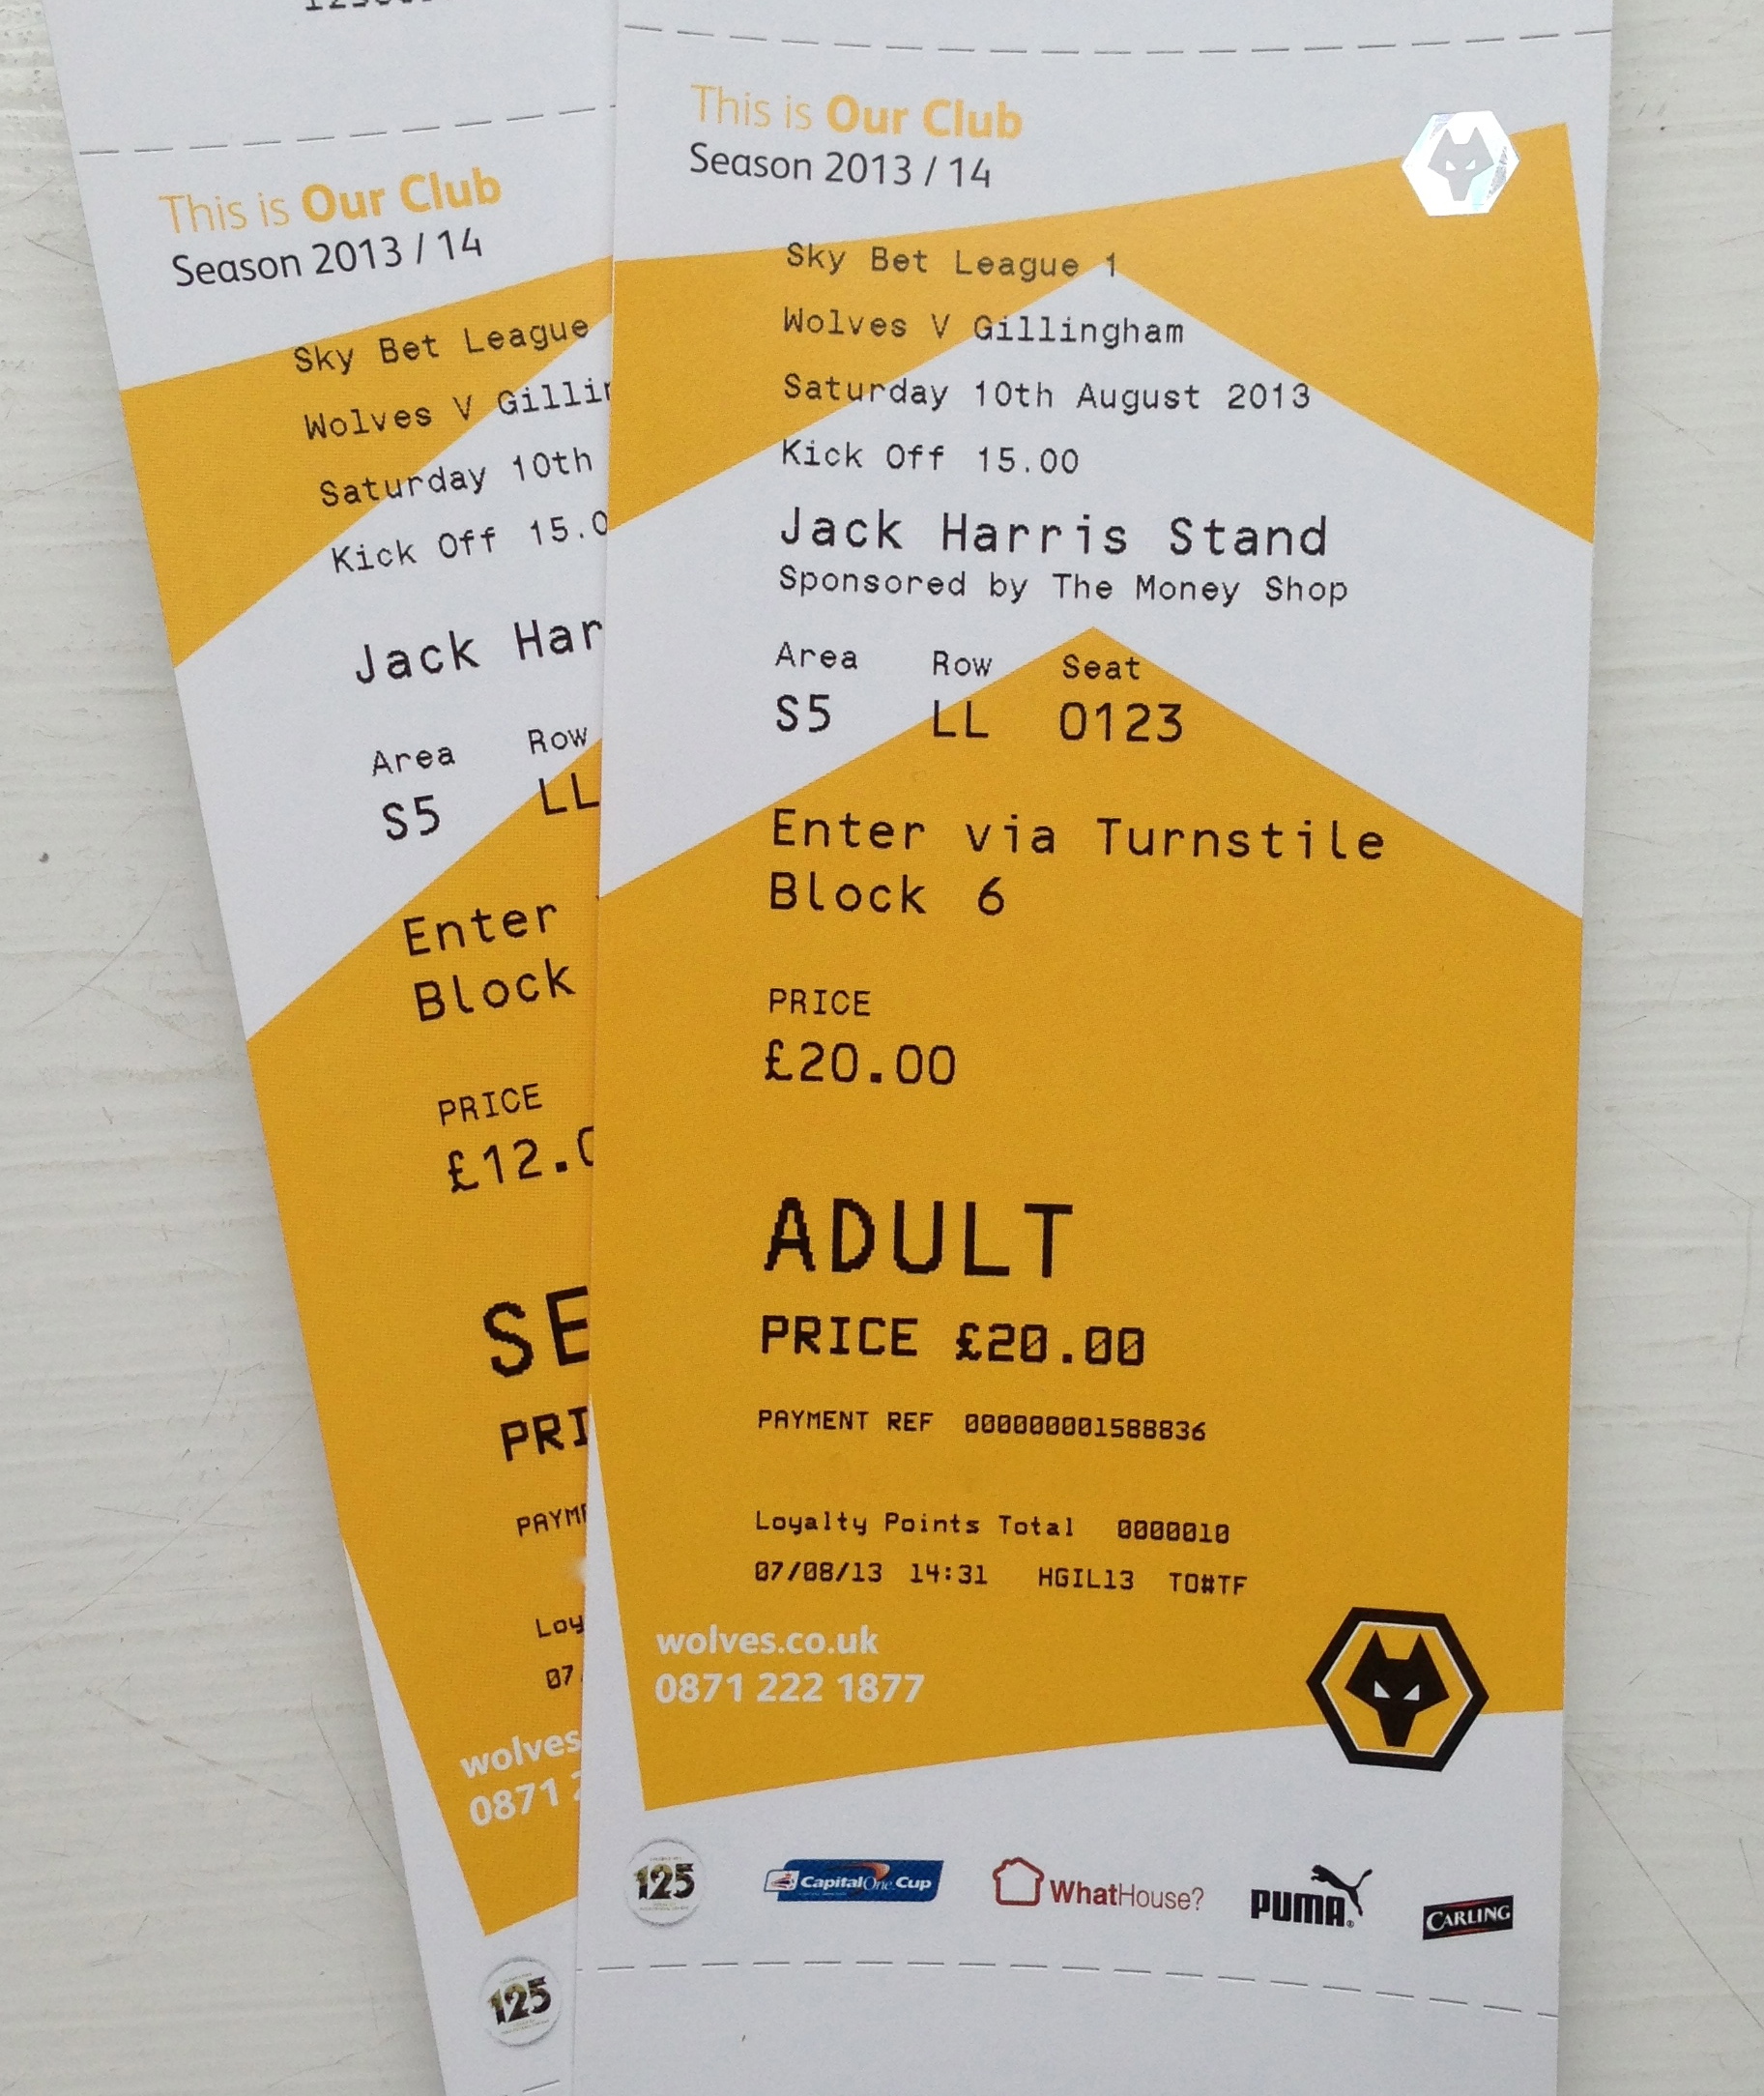 This is Our Club
Season 2013 / 14
Sky Bet League
Wolves V
Saturday 10th
Kick Off
Jack
Area Row
S5 LL
Enter
Block
PRICE
wolves
0871
125
This is Our Club
Season 2013 / 14
Sky Bet League 1
Wolves V Gillingham
Saturday 10th August 2013
Kick Off 15.00
Jack Harris Stand
Sponsored by The Money Shop
Area Row Seat
S5 LL 0123
Enter via Turnstile
Block 6
PRICE
£20.00
ADULT
PRICE £20.00
PAYMENT REF 000000001588836
Loyalty Points Total 0000010
07/08/13 14:31 HGIL13 TO#TF
wolves.co.uk
0871 222 1877
125
Capital One Cup
WhatHouse?
PUMA
CARLING